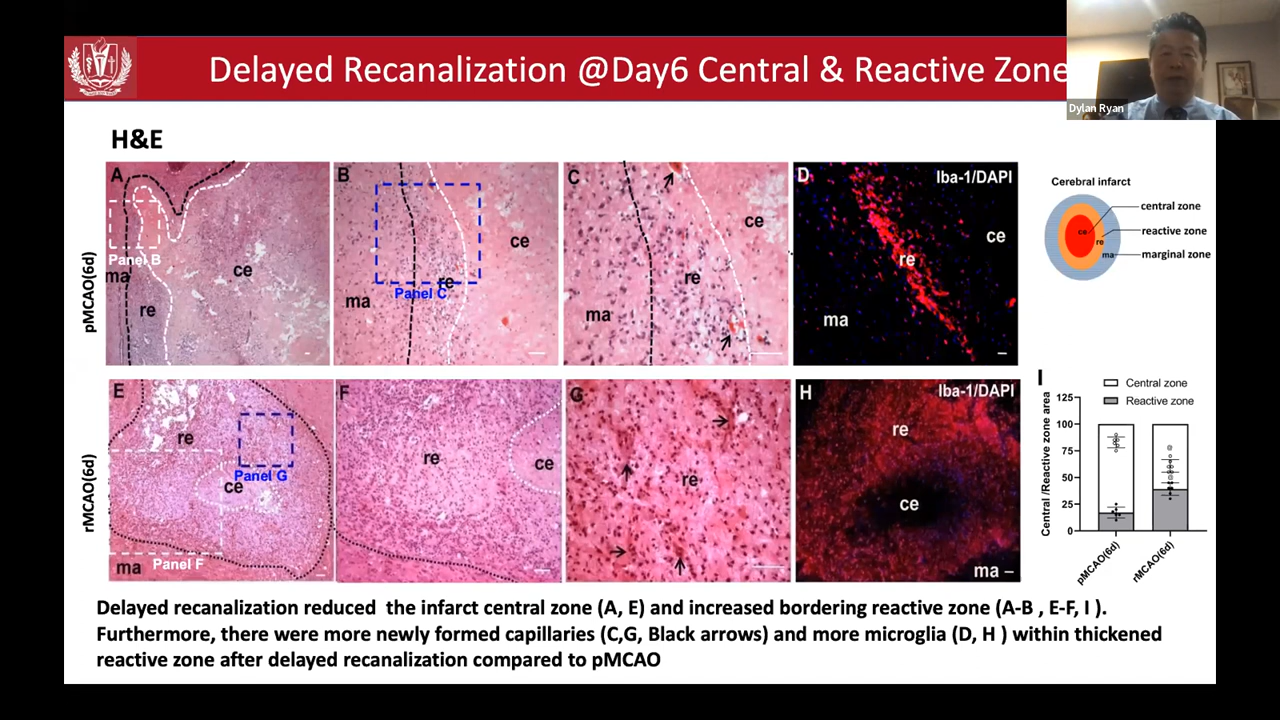 Delayed Recanalization @Day6 Central & Reactive Zone
Dylan Ryan
H&E
pMCAO(6d)
A
Panel B
ma
re
ce
B
ma
Panel C
re
ce
C
ma
re
ce
D
Iba-1/DAPI
ma
re
ce
Cerebral infarct
central zone
reactive zone
marginal zone
ce
re
ma
rMCAO(6d)
E
re
Panel G
ce
ma
Panel F
F
re
ce
G
re
H
Iba-1/DAPI
re
ce
ma
I
Central zone
Reactive zone
Central /Reactive zone area
125
100
75
50
25
0
pMCAO(6d)
rMCAO(6d)
Delayed recanalization reduced the infarct central zone (A, E) and increased bordering reactive zone (A-B , E-F, I ).
Furthermore, there were more newly formed capillaries (C,G, Black arrows) and more microglia (D, H ) within thickened
reactive zone after delayed recanalization compared to pMCAO